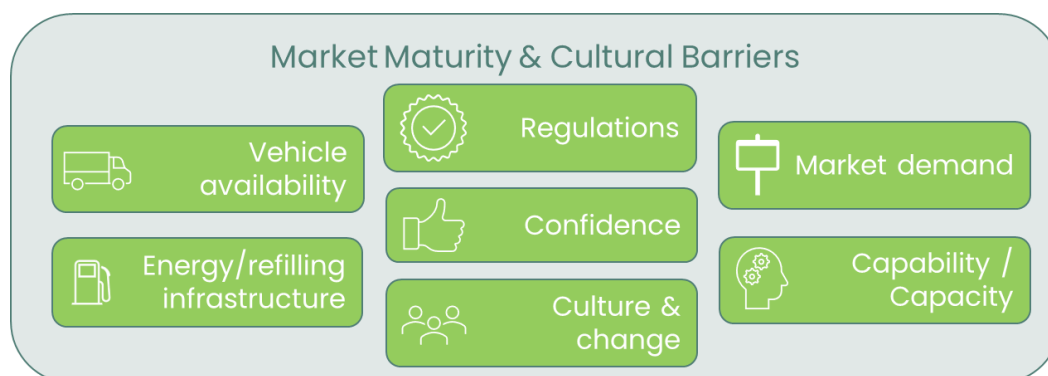 Market Maturity & Cultural Barriers
Vehicle
availability
Energy/refilling
infrastructure
Regulations
Confidence
Culture &
change
Market demand
Capability /
Capacity